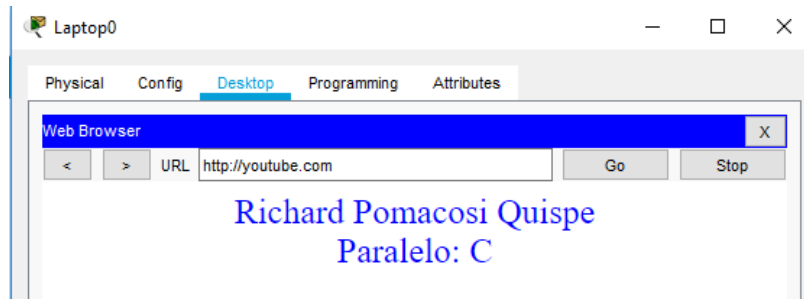 Laptop0
Physical Config Desktop Programming Attributes
Web Browser X
< > URL http://youtube.com Go Stop
Richard Pomacosi Quispe
Paralelo: C